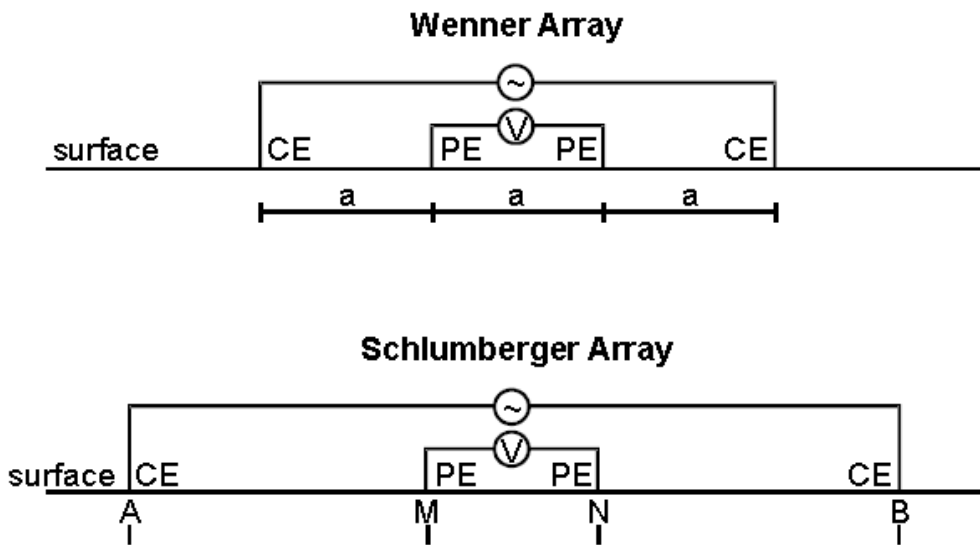 Wenner Array
~
V
surface CE PE PE CE
a a a
Schlumberger Array
~
V
surface CE PE PE CE
A M N B